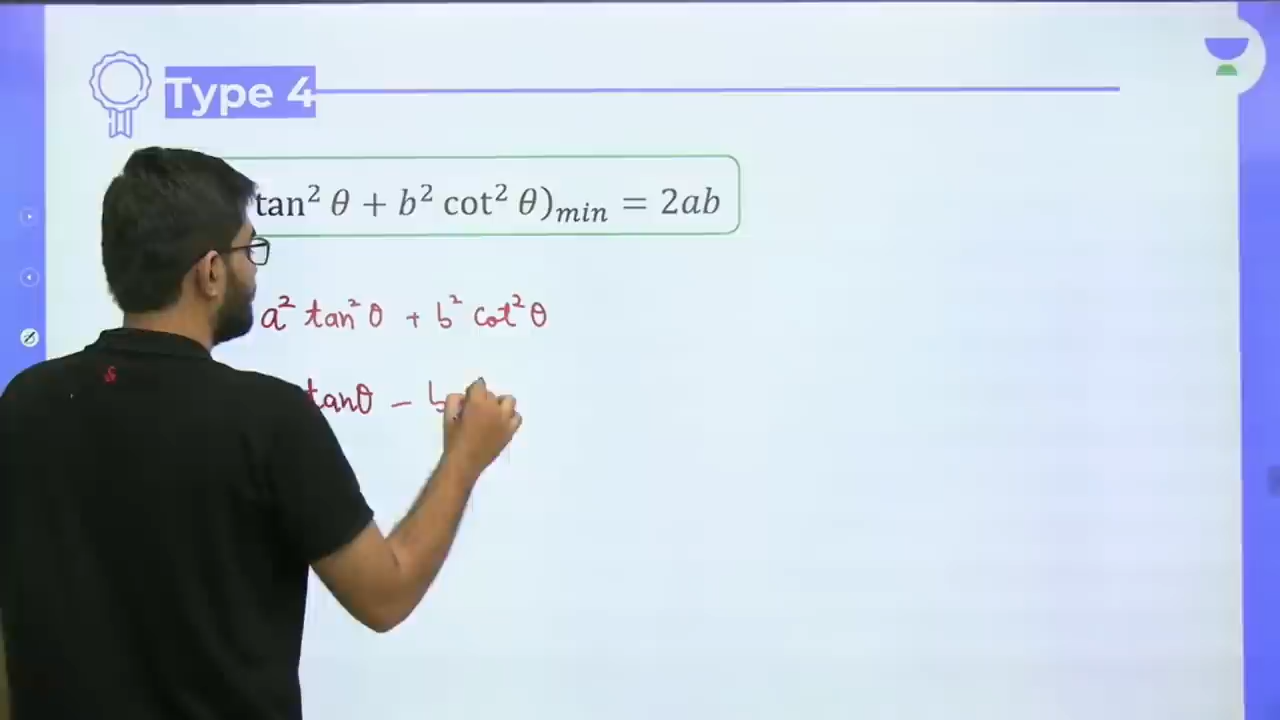 Type 4
tan² θ + b² cot² θ)min = 2ab
a² tan² θ + b² cot² θ
tanθ − b